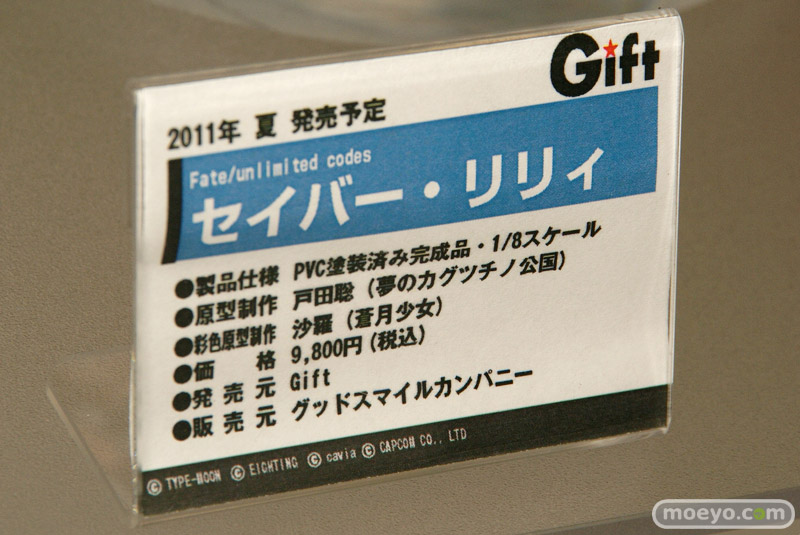 Gift
2011年 夏 発売予定
Fate/unlimited codes
セイバー・リリィ
●製品仕様 PVC塗装済み完成品・1/8スケール
●原型制作 戸田聡（夢のカグツチノ公国）
●彩色原型制作 沙羅（蒼月少女）
●価 格 9,800円（税込）
●発売元 Gift
●販売元 グッドスマイルカンパニー
© TYPE-MOON © EIGHTING © cavia © CAPCOM CO., LTD
moeyo.com